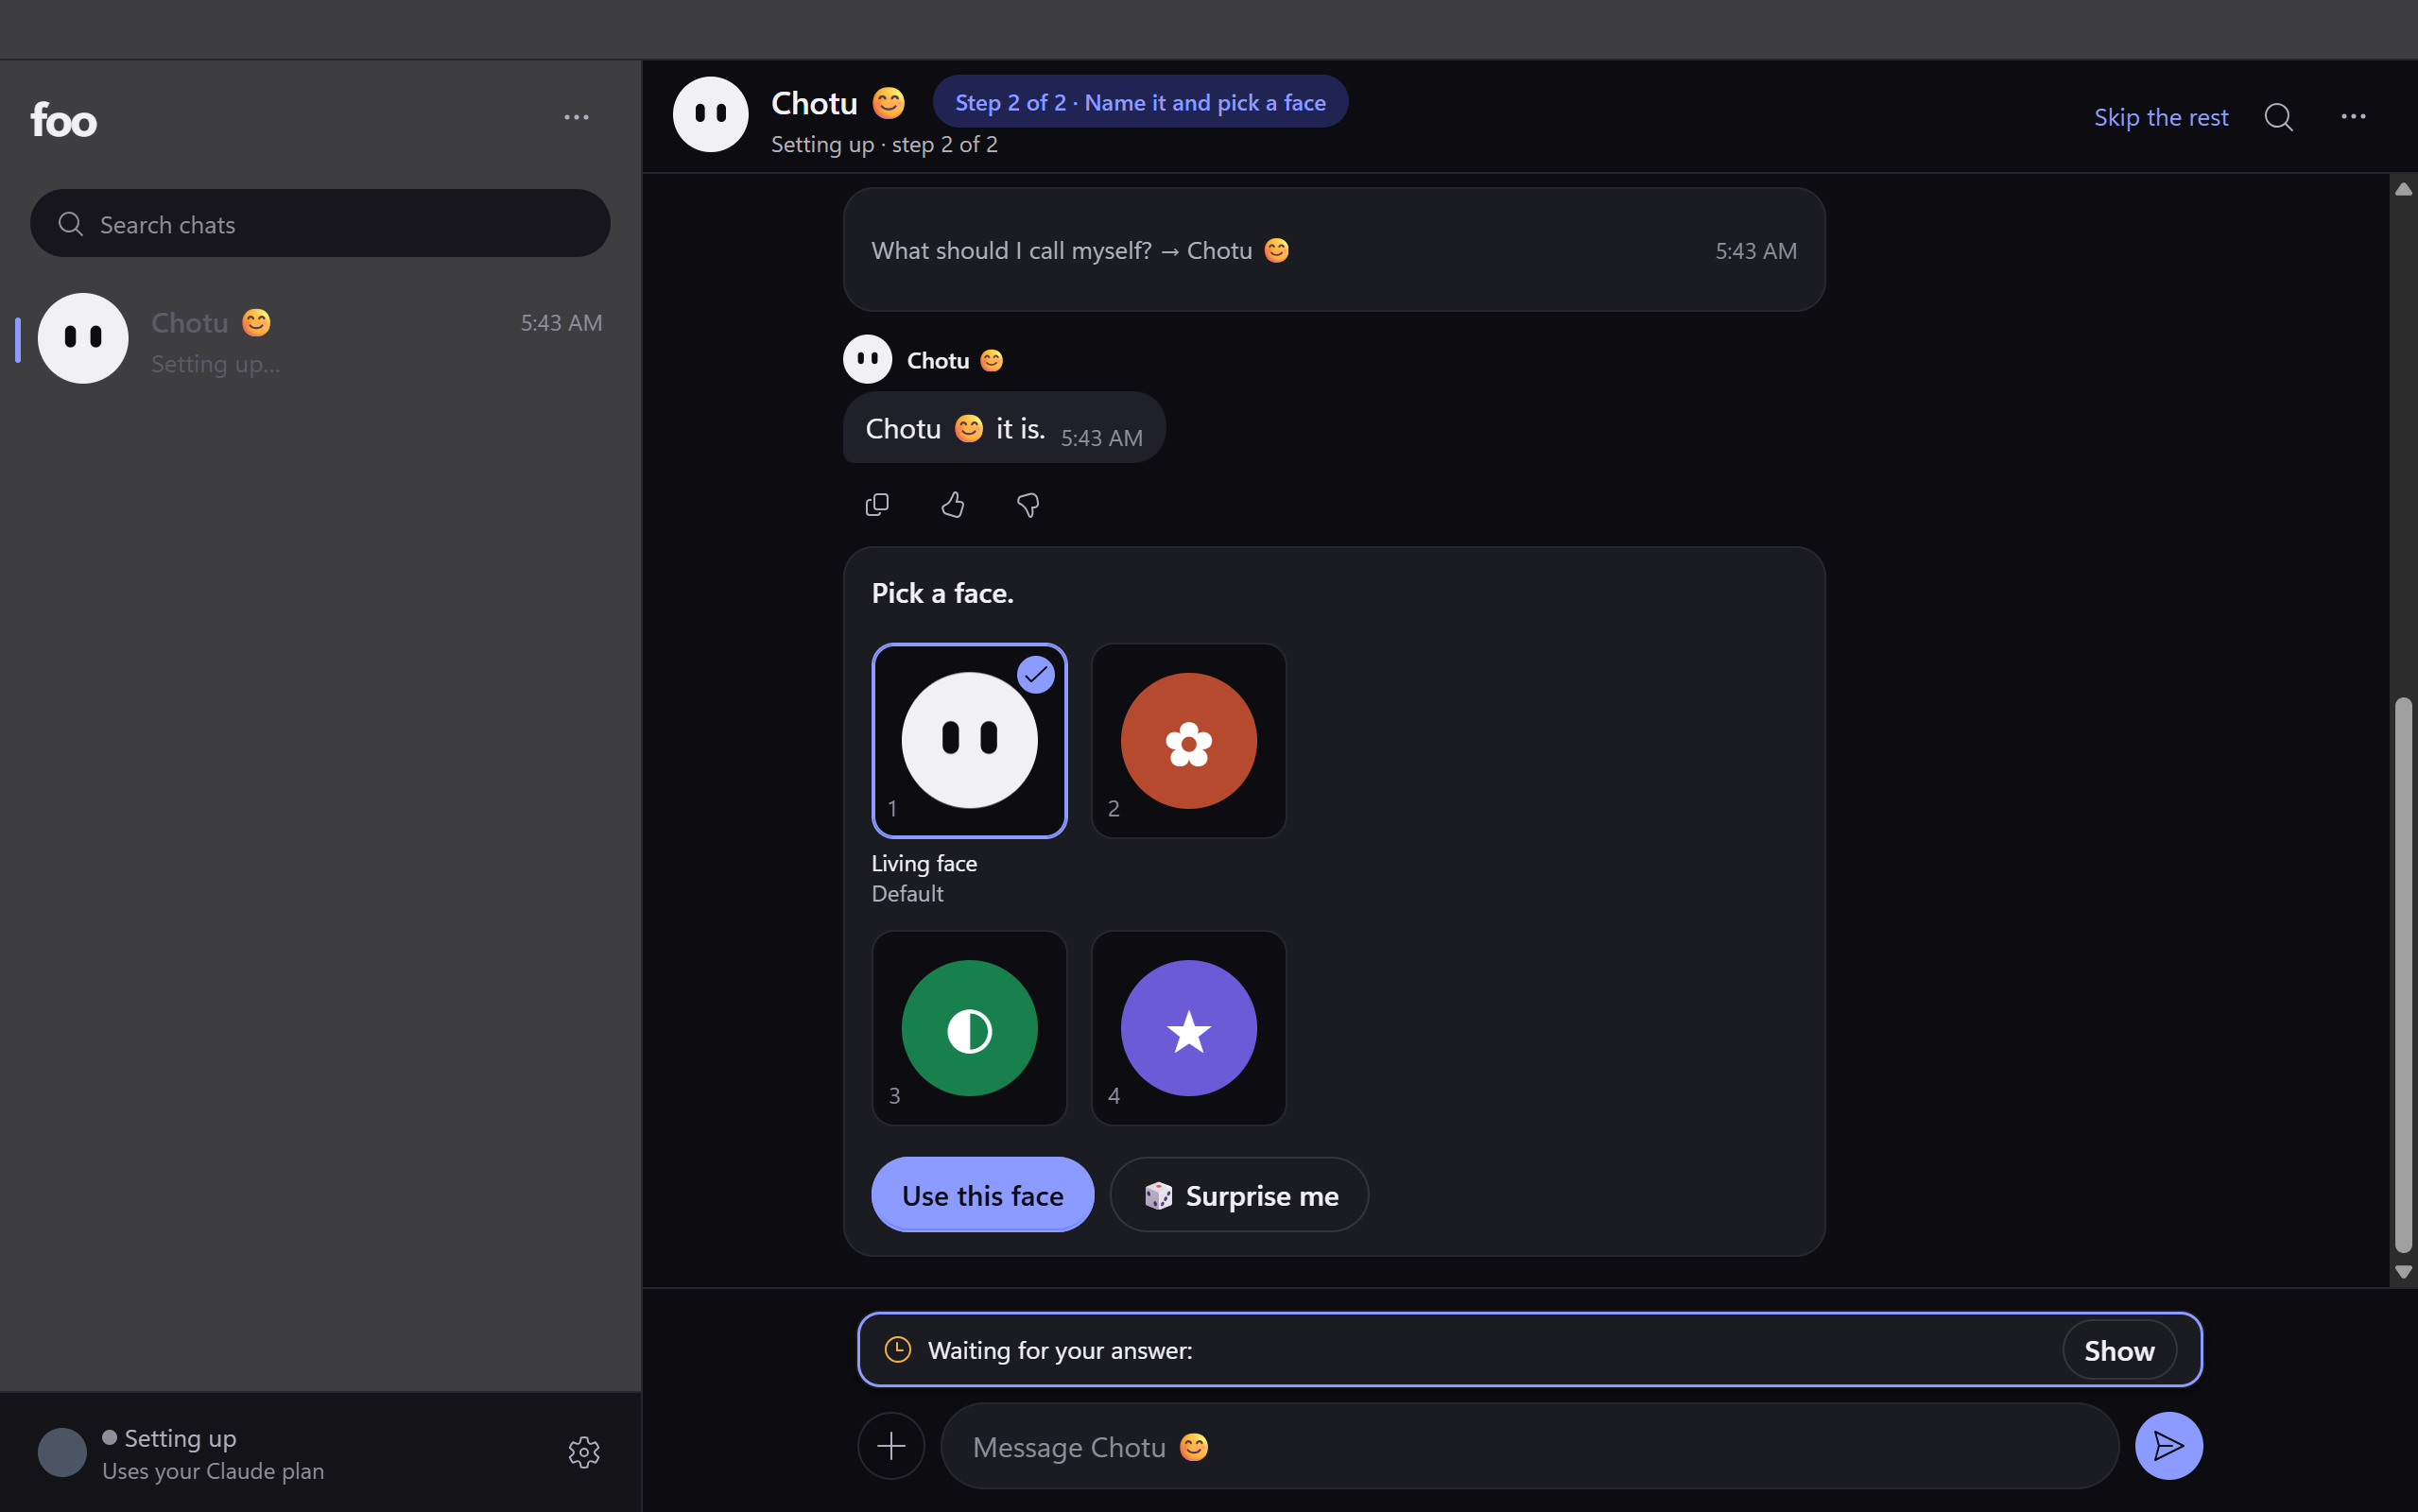 foo
Search chats
Chotu 😊
5:43 AM
Setting up...
Setting up
Uses your Claude plan
Chotu 😊
Step 2 of 2 · Name it and pick a face
Setting up · step 2 of 2
Skip the rest
What should I call myself? → Chotu 😊
5:43 AM
Chotu 😊
Chotu 😊 it is. 5:43 AM
Pick a face.
1
2
Living face
Default
3
4
Use this face
🎲 Surprise me
Waiting for your answer:
Show
Message Chotu 😊